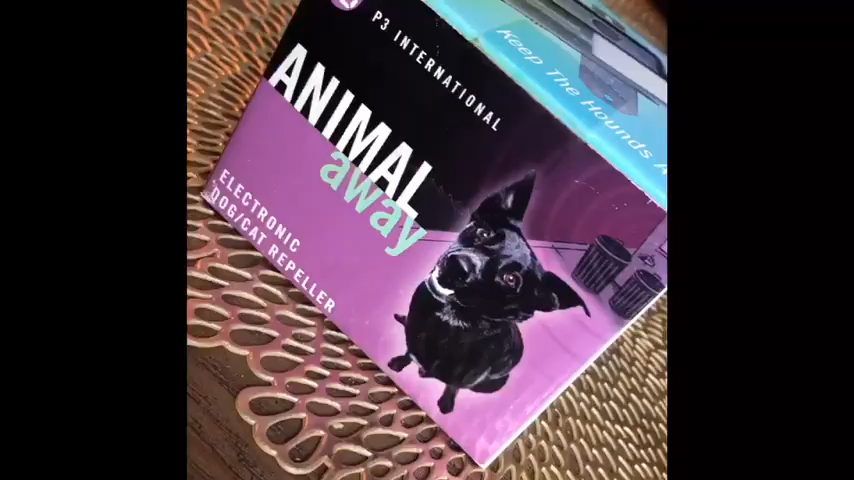 P3 INTERNATIONAL
ANIMAL
away
ELECTRONIC
DOG/CAT REPELLER
Keep The Hounds